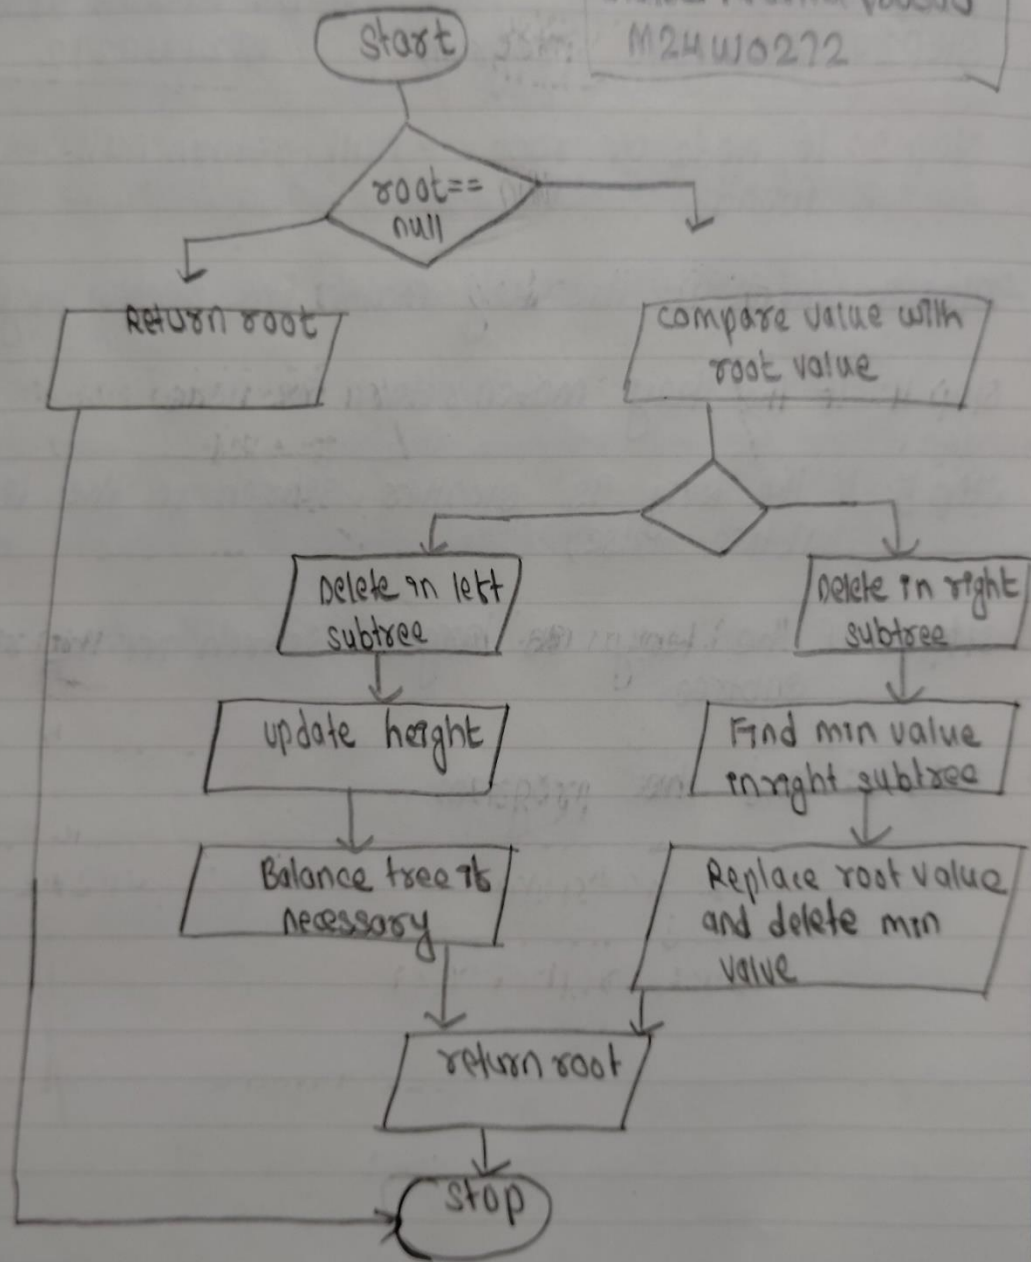 M24W0272
Start
root==
null
Return root
compare value with
root value
Delete in left
subtree
Delete in right
subtree
update height
Find min value
in right subtree
Balance tree if
necessary
Replace root value
and delete min
value
return root
Stop